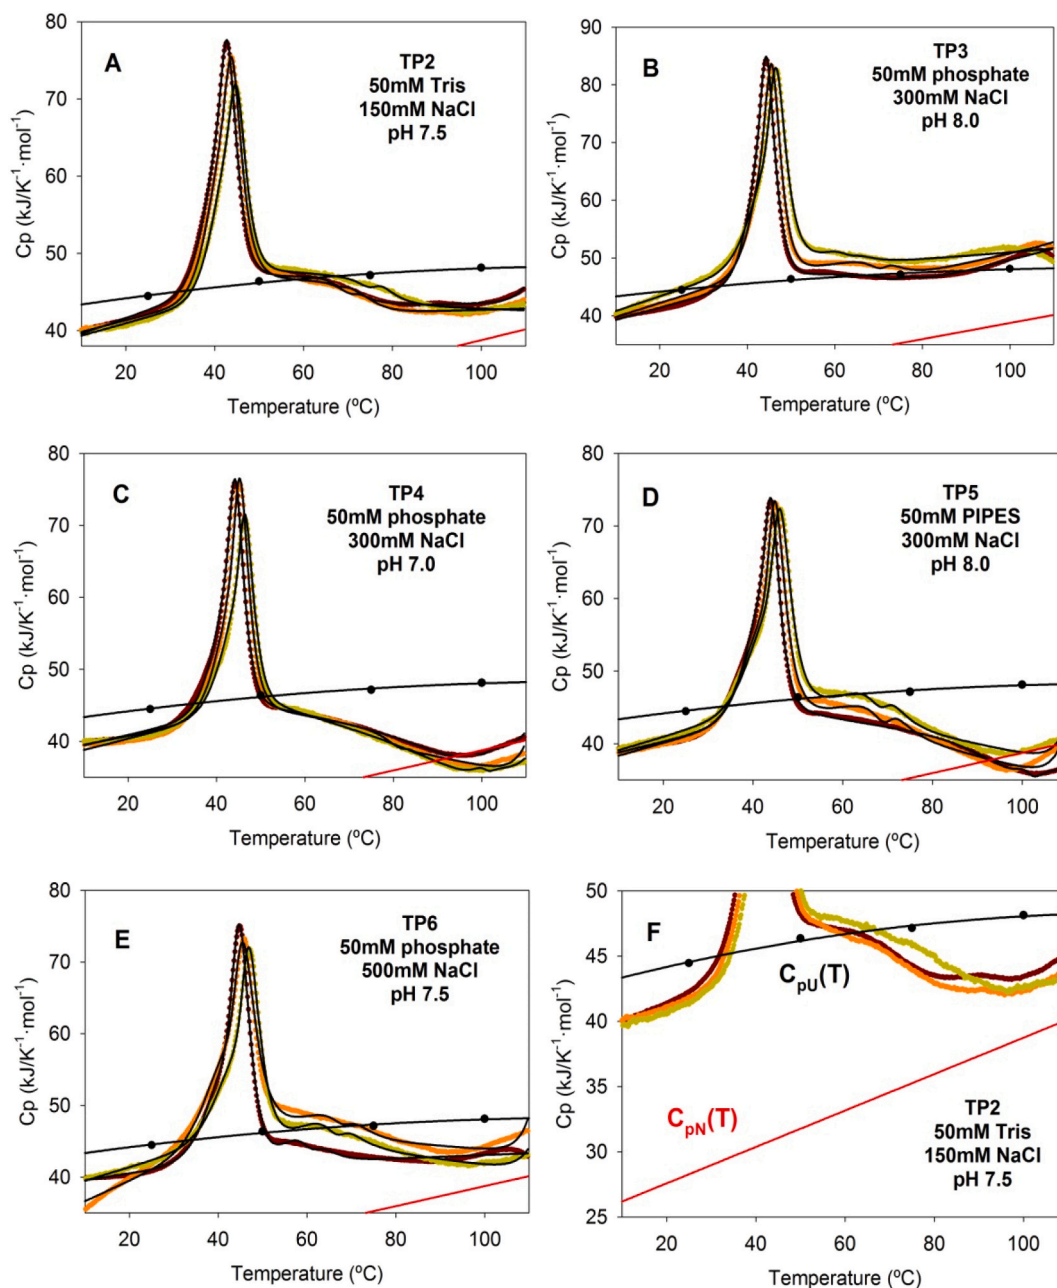 80
70
60
50
40
A
TP2
50mM Tris
150mM NaCl
pH 7.5
Cp (kJ/K⁻¹·mol⁻¹)
20 40 60 80 100
Temperature (ºC)
90
80
70
60
50
40
B
TP3
50mM phosphate
300mM NaCl
pH 8.0
Cp (kJ/K⁻¹·mol⁻¹)
20 40 60 80 100
Temperature (ºC)
80
70
60
50
40
C
TP4
50mM phosphate
300mM NaCl
pH 7.0
Cp (kJ/K⁻¹·mol⁻¹)
20 40 60 80 100
Temperature (ºC)
80
70
60
50
40
D
TP5
50mM PIPES
300mM NaCl
pH 8.0
Cp (kJ/K⁻¹·mol⁻¹)
20 40 60 80 100
Temperature (ºC)
80
70
60
50
40
E
TP6
50mM phosphate
500mM NaCl
pH 7.5
Cp (kJ/K⁻¹·mol⁻¹)
20 40 60 80 100
Temperature (ºC)
50
45
40
35
30
25
F
CpU(T)
CpN(T)
TP2
50mM Tris
150mM NaCl
pH 7.5
Cp (kJ/K⁻¹·mol⁻¹)
20 40 60 80 100
Temperature (ºC)